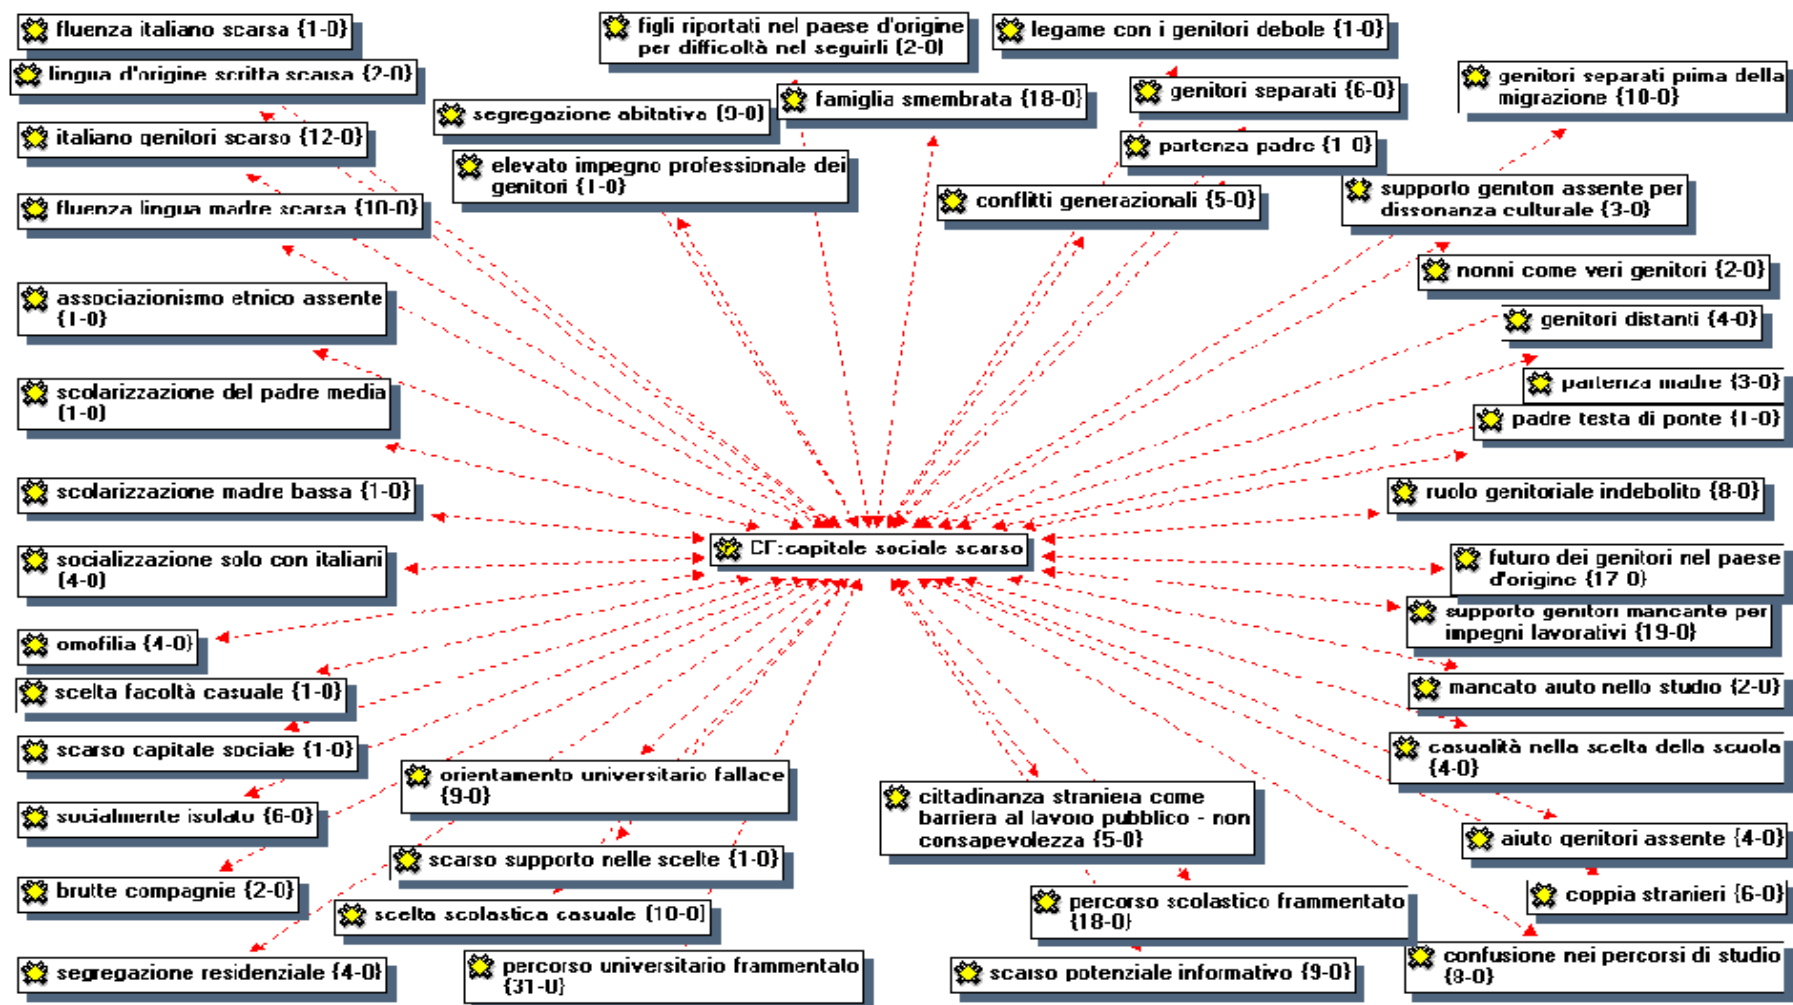 fluenza italiano scarsa {1-0}
lingua d'origine scritta scarsa {2-0}
italiano genitori scarso {12-0}
fluenza lingua madre scarsa {10-0}
associazionismo etnico assente
{1-0}
scolarizzazione del padre media
{1-0}
scolarizzazione madre bassa {1-0}
socializzazione solo con italiani
{4-0}
omofilia {4-0}
scelta facoltà casuale {1-0}
scarso capitale sociale {1-0}
socialmente isolato {6-0}
brutte compagnie {2-0}
segregazione residenziale {4-0}
figli riportati nel paese d'origine
per difficoltà nel seguirli {2-0}
segregazione abitativa {9-0}
famiglia smembrata {18-0}
elevato impegno professionale dei
genitori {1-0}
legame con i genitori debole {1-0}
genitori separati {6-0}
partenza padre {1-0}
conflitti generazionali {5-0}
genitori separati prima della
migrazione {10-0}
supporto genitori assente per
dissonanza culturale {3-0}
nonni come veri genitori {2-0}
genitori distanti {4-0}
partenza madre {3-0}
padre testa di ponte {1-0}
ruolo genitoriale indebolito {8-0}
CF:capitale sociale scarso
futuro dei genitori nel paese
d'origine {17-0}
supporto genitori mancante per
impegni lavorativi {19-0}
mancato aiuto nello studio {2-0}
casualità nella scelta della scuola
{4-0}
aiuto genitori assente {4-0}
coppia stranieri {6-0}
confusione nei percorsi di studio
{8-0}
orientamento universitario fallace
{9-0}
scarso supporto nelle scelte {1-0}
scelta scolastica casuale {10-0}
percorso universitario frammentato
{31-0}
cittadinanza straniera come
barriera al lavoro pubblico - non
consapevolezza {5-0}
percorso scolastico frammentato
{18-0}
scarso potenziale informativo {9-0}